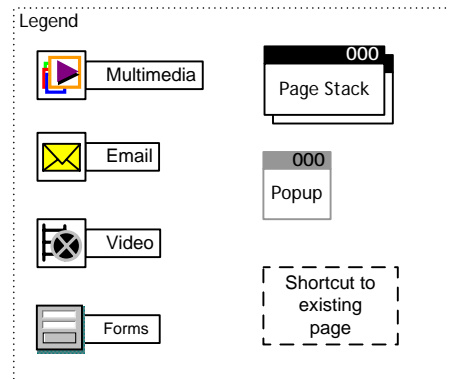 Legend
Multimedia
Email
Video
Forms
000
Page Stack
000
Popup
Shortcut to
existing
page